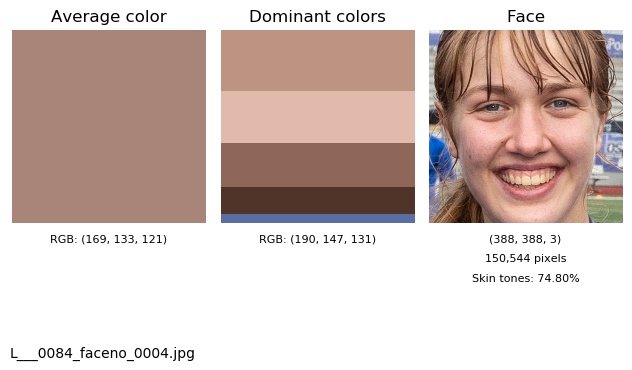 Average color
Dominant colors
Face
RGB: (169, 133, 121)
RGB: (190, 147, 131)
(388, 388, 3)
150,544 pixels
Skin tones: 74.80%
L___0084_faceno_0004.jpg